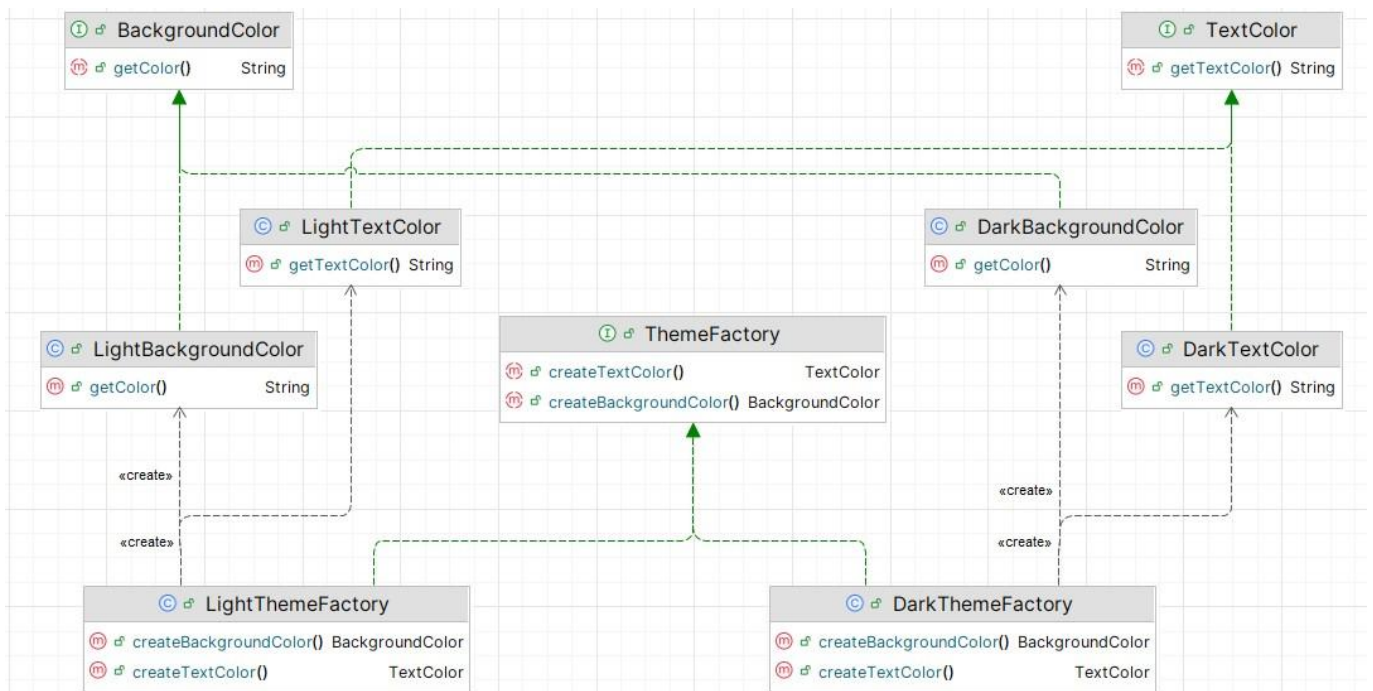 BackgroundColor
getColor() String
TextColor
getTextColor() String
LightTextColor
getTextColor() String
DarkBackgroundColor
getColor() String
LightBackgroundColor
getColor() String
ThemeFactory
createTextColor() TextColor
createBackgroundColor() BackgroundColor
DarkTextColor
getTextColor() String
«create»
«create»
«create»
«create»
LightThemeFactory
createBackgroundColor() BackgroundColor
createTextColor() TextColor
DarkThemeFactory
createBackgroundColor() BackgroundColor
createTextColor() TextColor